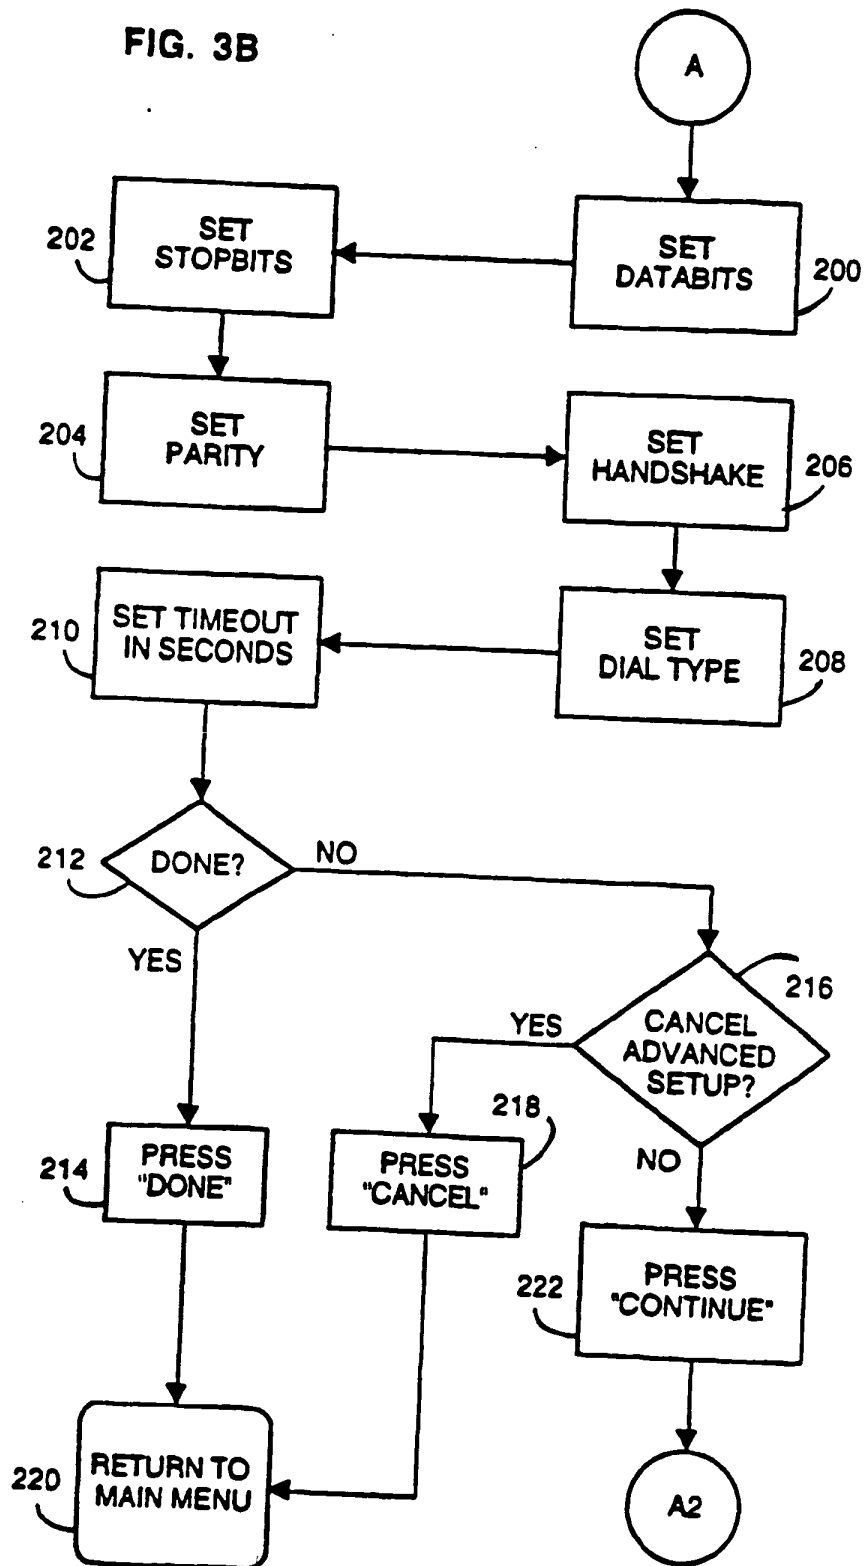 FIG. 3B
A
SET
DATABITS
200
SET
STOPBITS
202
SET
PARITY
204
SET
HANDSHAKE
206
SET
DIAL TYPE
208
SET TIMEOUT
IN SECONDS
210
DONE?
212
NO
YES
CANCEL
ADVANCED
SETUP?
216
YES
NO
PRESS
"DONE"
214
PRESS
"CANCEL"
218
PRESS
"CONTINUE"
222
RETURN TO
MAIN MENU
220
A2